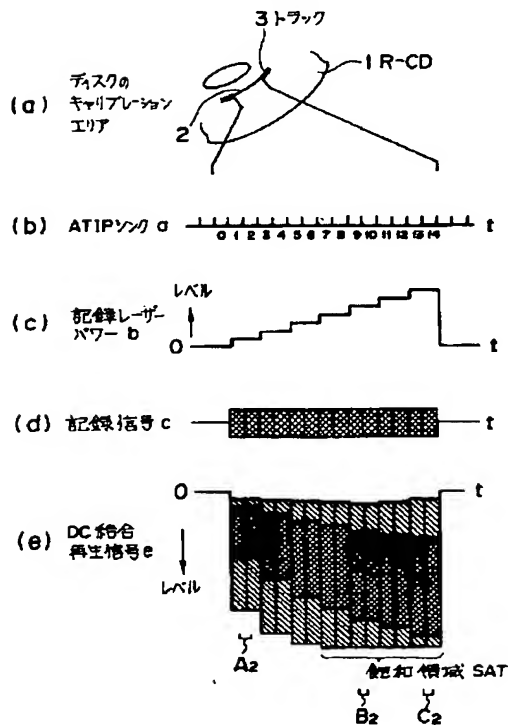 3 トラック
1 R-CD
(a) ディスクの
キャリブレーション
エリア
2
(b) ATIPシンク a
0 1 2 3 4 5 6 7 8 9 10 11 12 13 14
t
(c) 記録レーザー
パワー b
レベル
0
t
(d) 記録信号 c
t
(e) DC結合
再生信号 e
0
t
レベル
飽和領域 SAT
A2
B2
C2